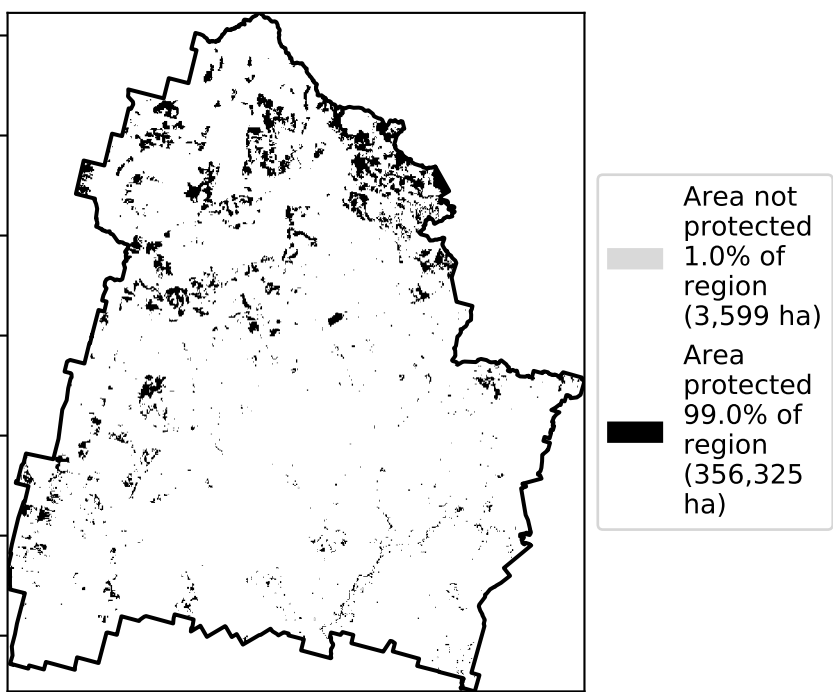 Area not
protected
1.0% of
region
(3,599 ha)
Area
protected
99.0% of
region
(356,325
ha)